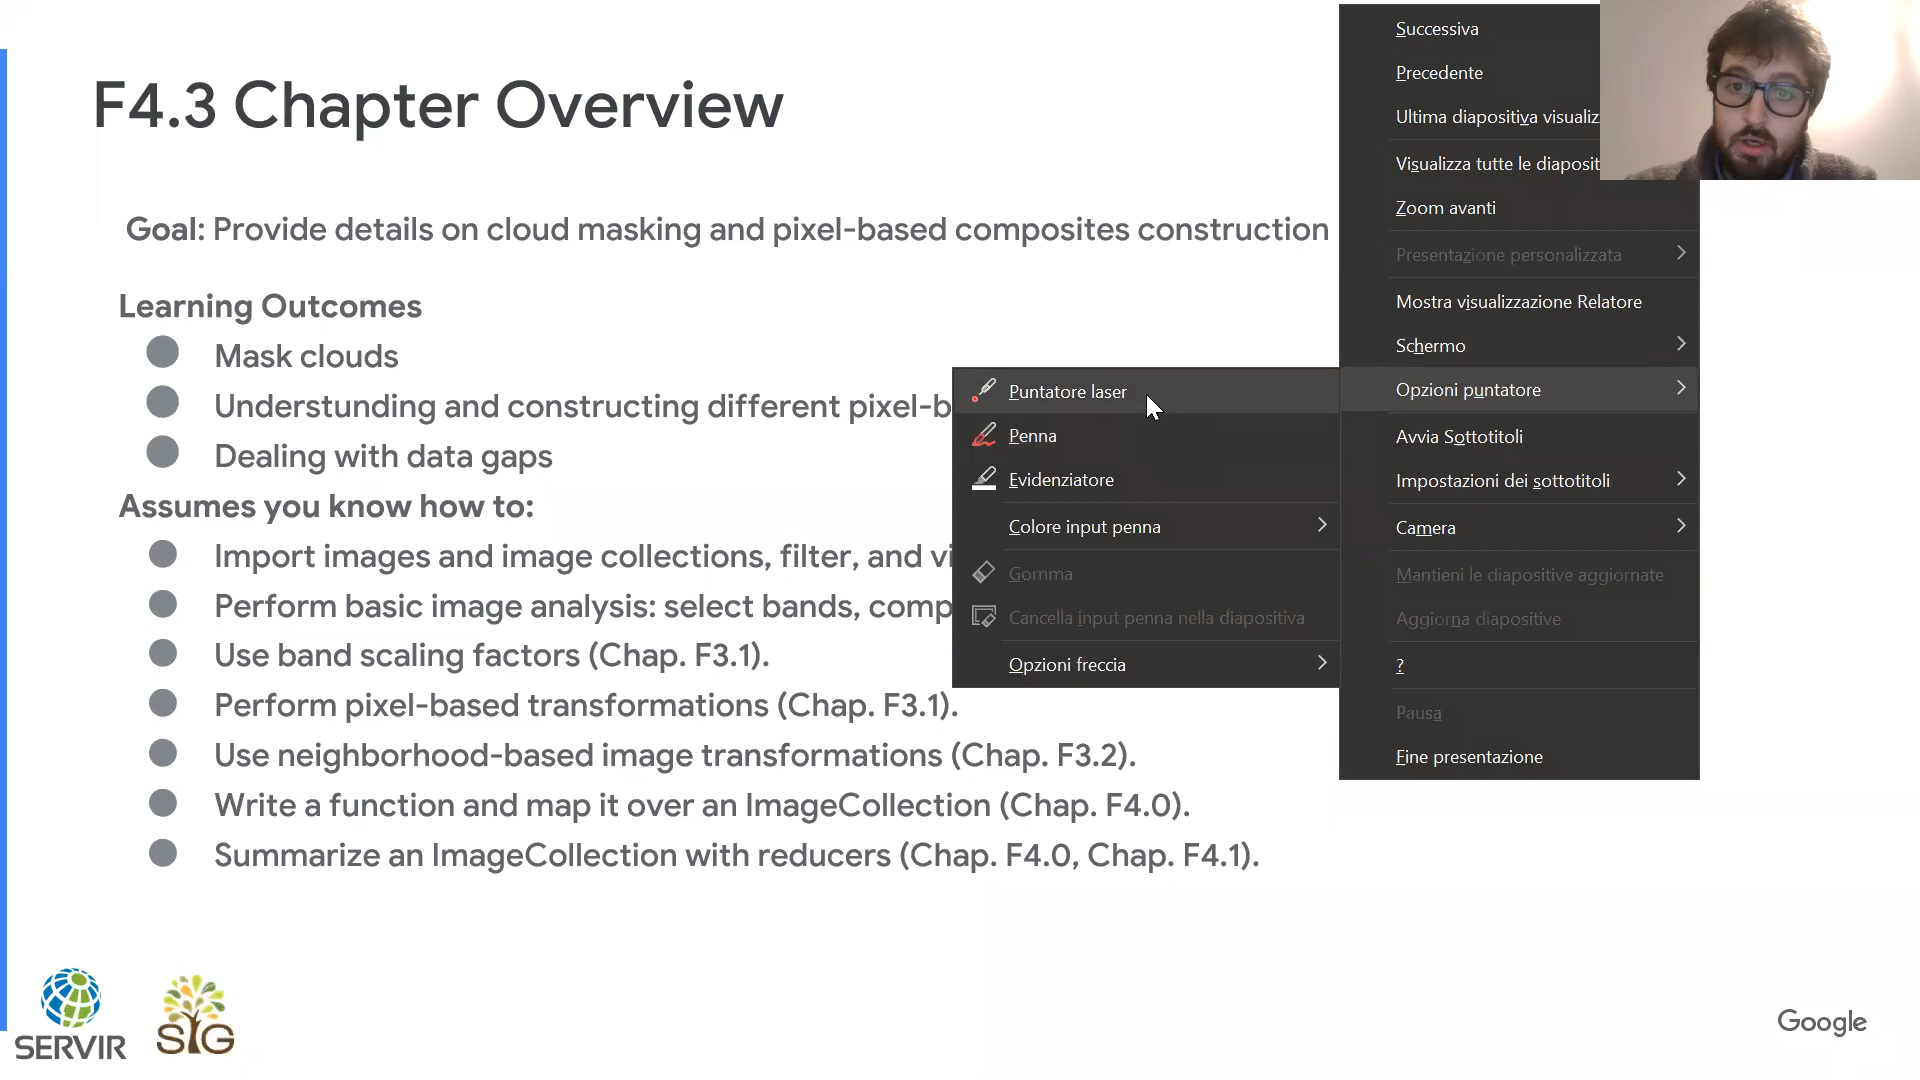 F4.3 Chapter Overview
Goal: Provide details on cloud masking and pixel-based composites construction
Learning Outcomes
Mask clouds
Understunding and constructing different pixel-b
Dealing with data gaps
Assumes you know how to:
Import images and image collections, filter, and vi
Perform basic image analysis: select bands, comp
Use band scaling factors (Chap. F3.1).
Perform pixel-based transformations (Chap. F3.1).
Use neighborhood-based image transformations (Chap. F3.2).
Write a function and map it over an ImageCollection (Chap. F4.0).
Summarize an ImageCollection with reducers (Chap. F4.0, Chap. F4.1).
Puntatore laser
Penna
Evidenziatore
Colore input penna
Gomma
Cancella input penna nella diapositiva
Opzioni freccia
Successiva
Precedente
Ultima diapositiva visualiz
Visualizza tutte le diaposit
Zoom avanti
Presentazione personalizzata
Mostra visualizzazione Relatore
Schermo
Opzioni puntatore
Avvia Sottotitoli
Impostazioni dei sottotitoli
Camera
Mantieni le diapositive aggiornate
Aggiorna diapositive
?
Pausa
Fine presentazione
SERVIR
SIG
Google